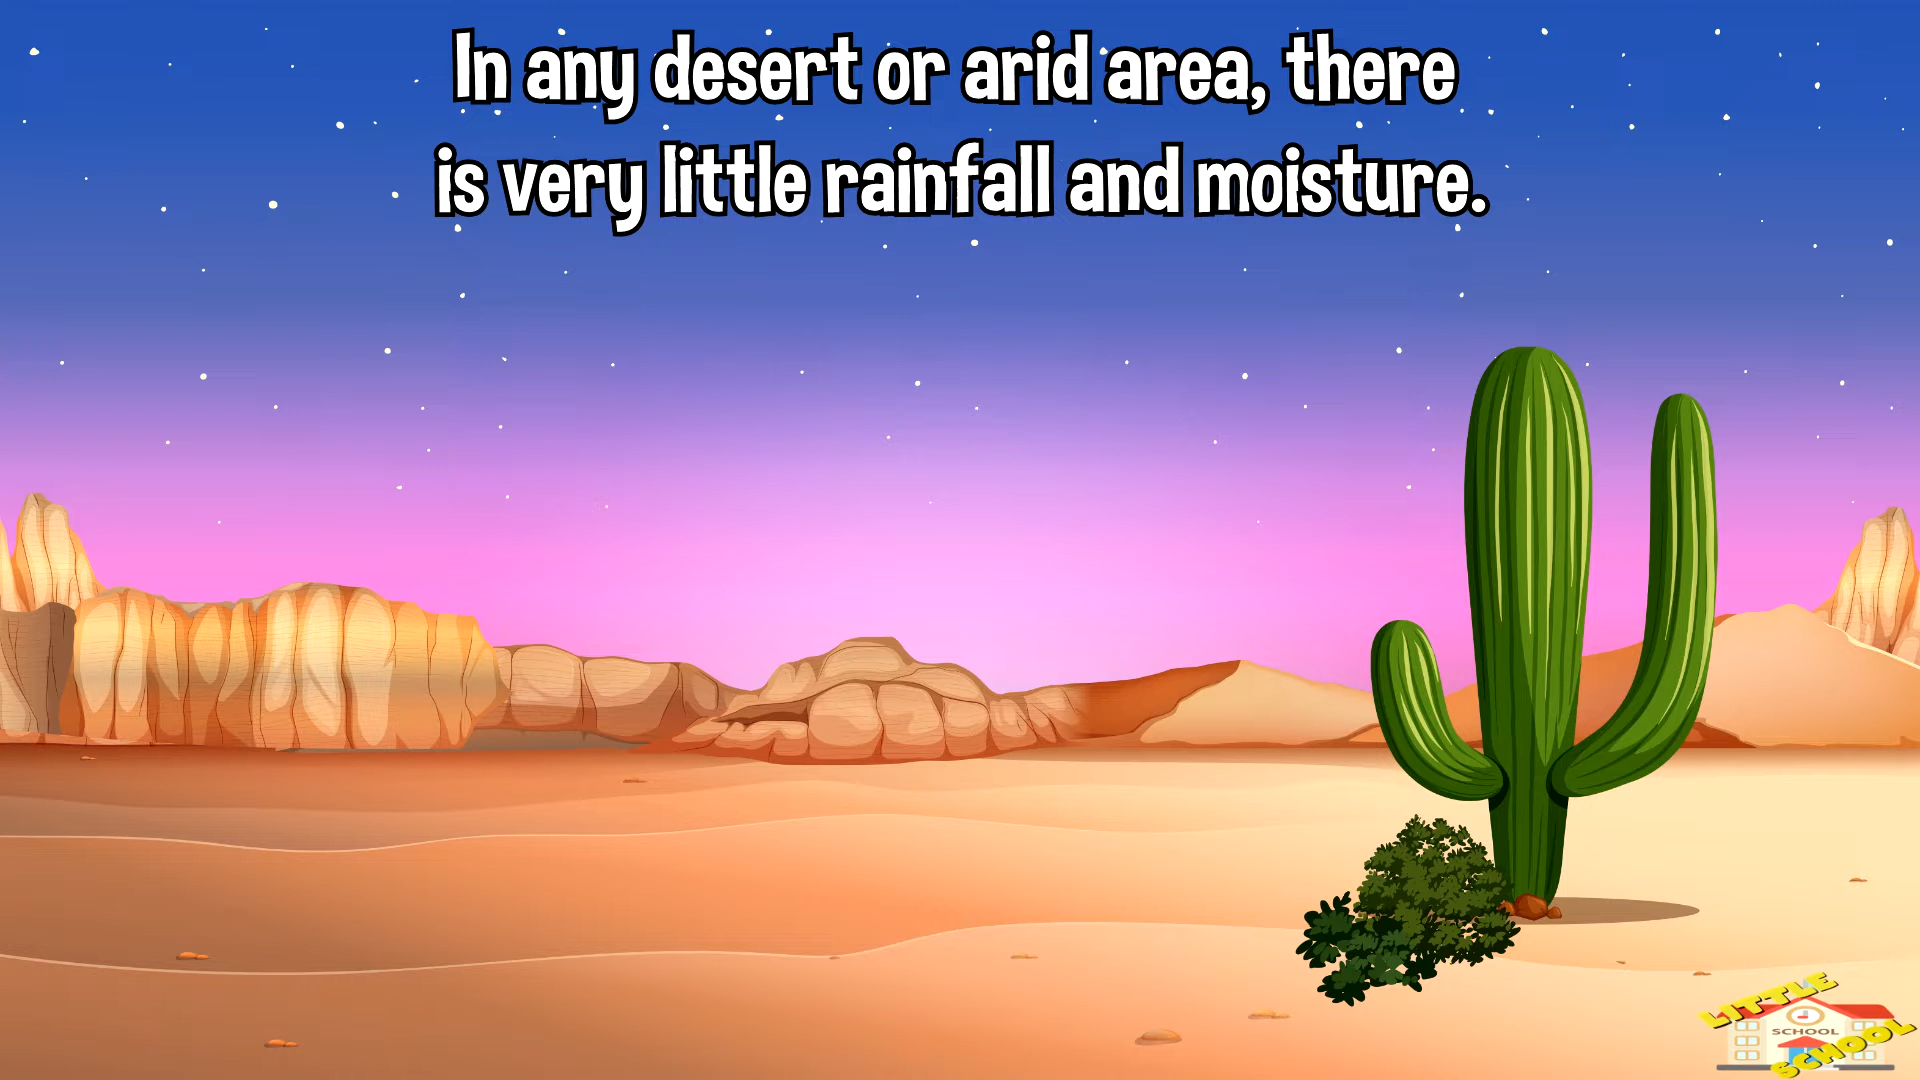 In any desert or arid area, there
is very little rainfall and moisture.
LITTLE
SCHOOL
SCHOOL